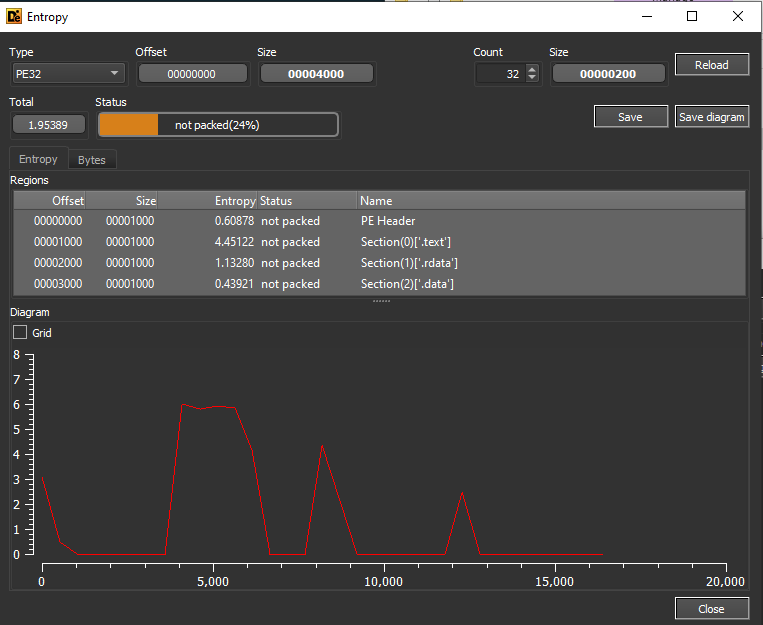 De Entropy
Type Offset Size Count Size
PE32 00000000 00004000 32 00000200 Reload
Total Status
1.95389 not packed(24%) Save Save diagram
Entropy Bytes
Regions
Offset Size Entropy Status Name
00000000 00001000 0.60878 not packed PE Header
00001000 00001000 4.45122 not packed Section(0)['.text']
00002000 00001000 1.13280 not packed Section(1)['.rdata']
00003000 00001000 0.43921 not packed Section(2)['.data']
Diagram
Grid
8
7
6
5
4
3
2
1
0
0 5,000 10,000 15,000 20,000
Close